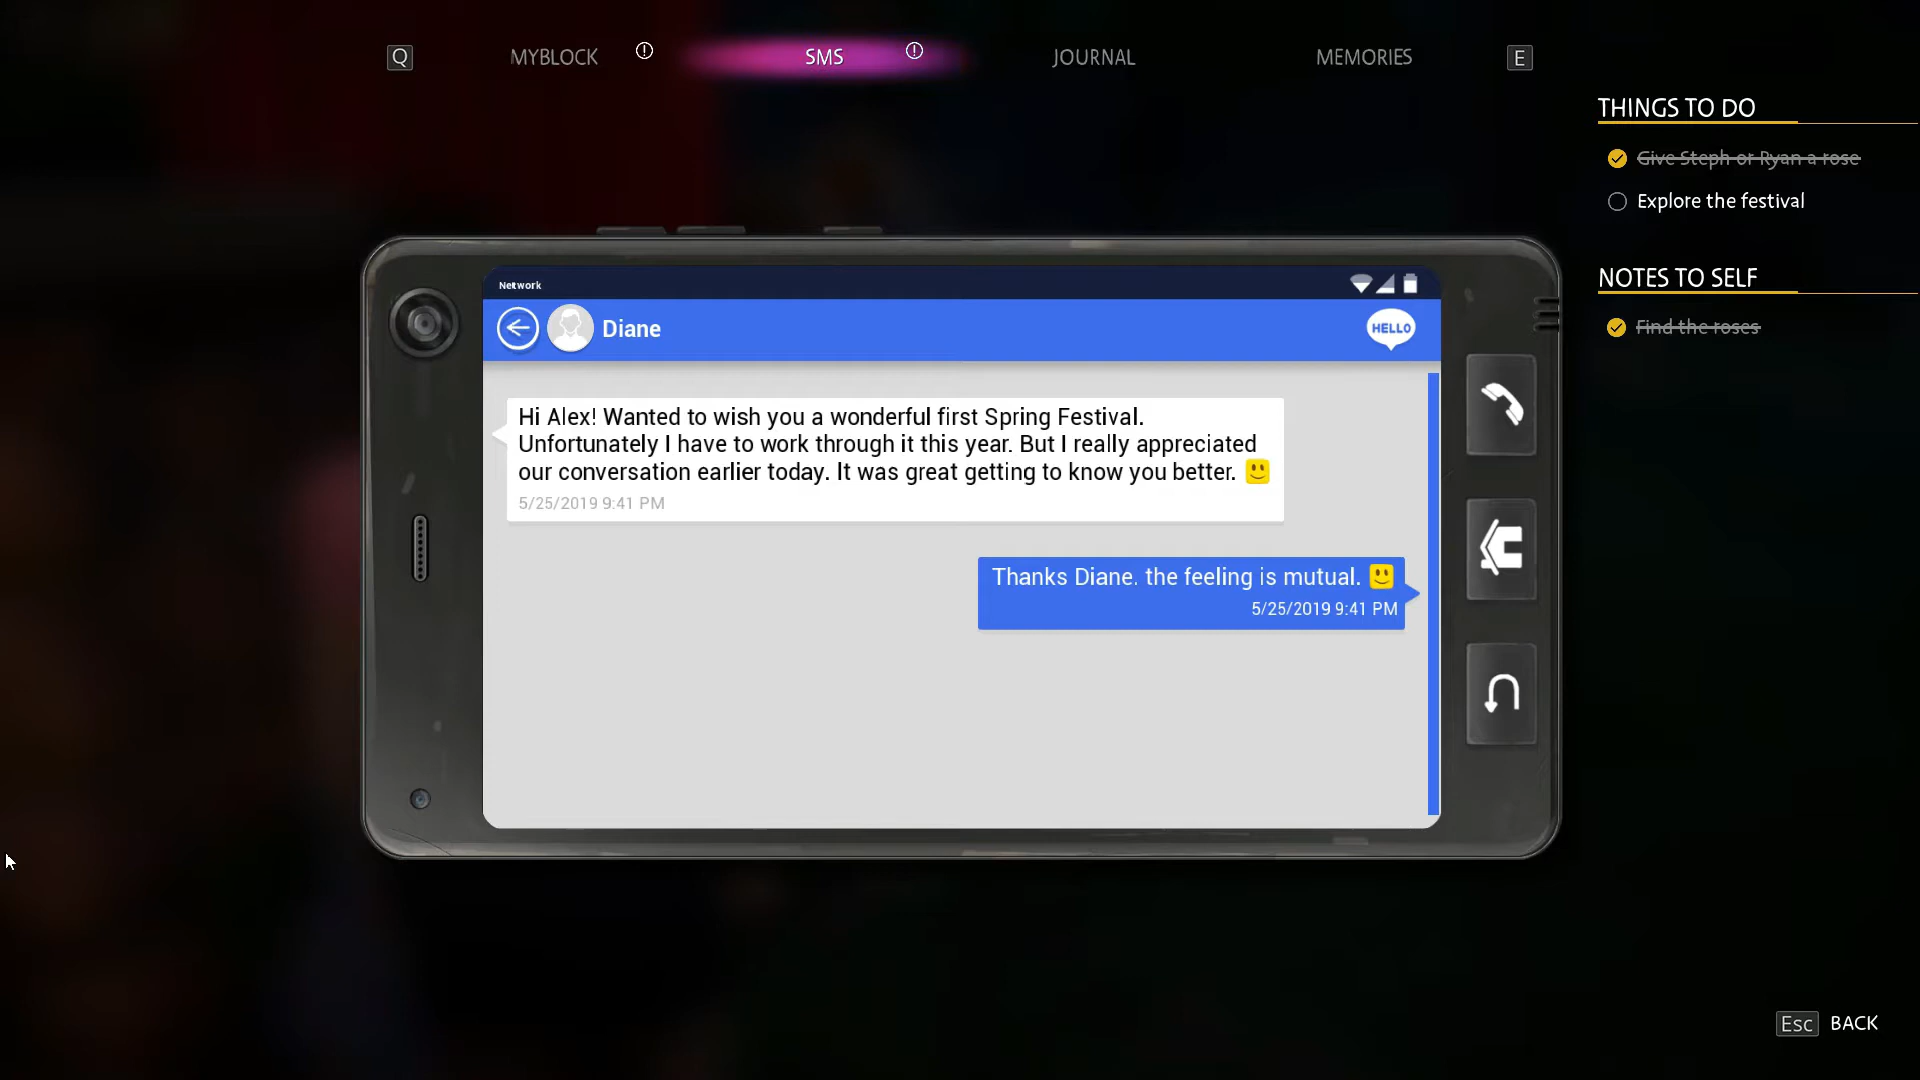 Q
MYBLOCK
SMS
JOURNAL
MEMORIES
E
THINGS TO DO
Give Steph or Ryan a rose
Explore the festival
NOTES TO SELF
Find the roses
Network
Diane
HELLO
Hi Alex! Wanted to wish you a wonderful first Spring Festival.
Unfortunately I have to work through it this year. But I really appreciated
our conversation earlier today. It was great getting to know you better. 🙂
5/25/2019 9:41 PM
Thanks Diane. the feeling is mutual. 🙂
5/25/2019 9:41 PM
Esc BACK